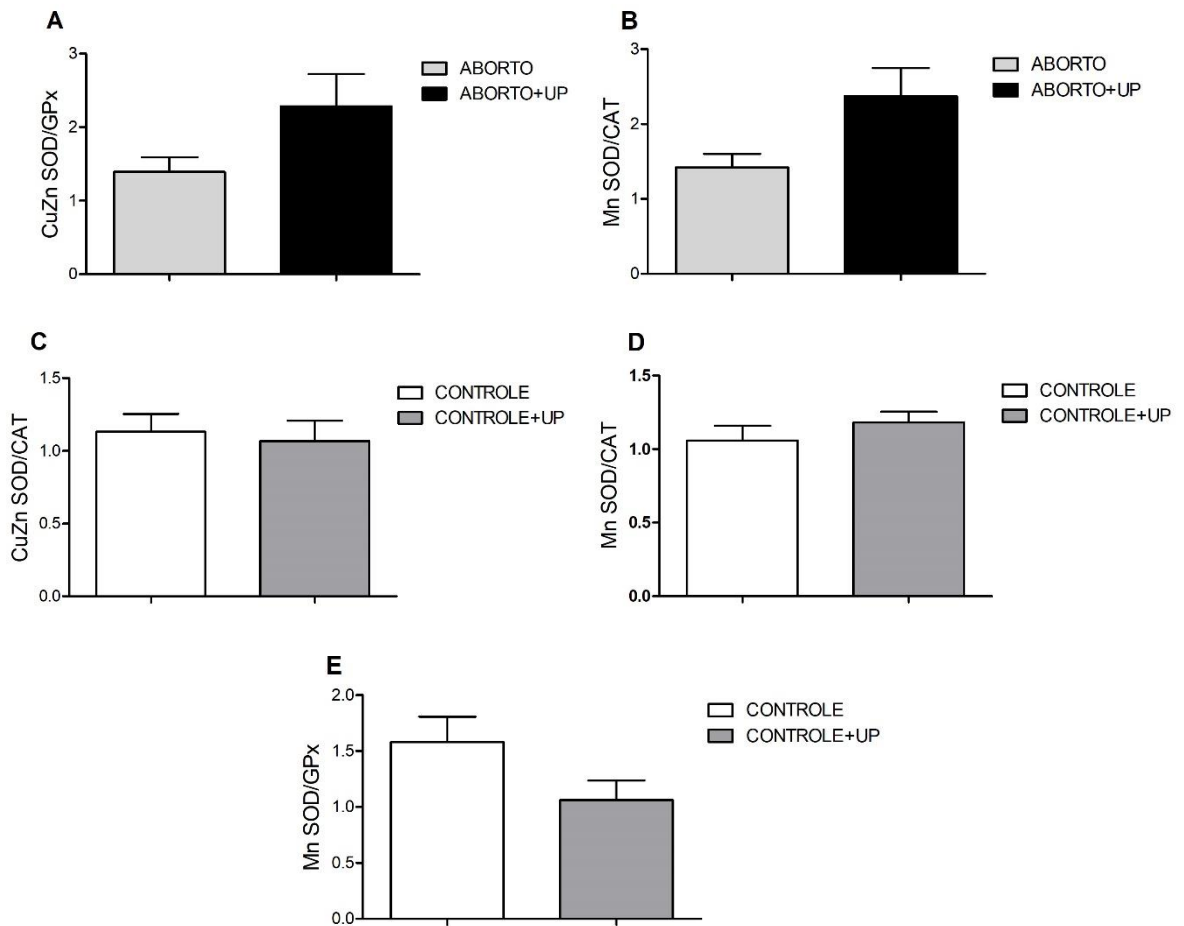 A
CuZn SOD/GPx
3
2
1
0
ABORTO
ABORTO+UP
B
Mn SOD/CAT
3
2
1
0
ABORTO
ABORTO+UP
C
CuZn SOD/CAT
1.5
1.0
0.5
0.0
CONTROLE
CONTROLE+UP
D
Mn SOD/CAT
1.5
1.0
0.5
0.0
CONTROLE
CONTROLE+UP
E
Mn SOD/GPx
2.0
1.5
1.0
0.5
0.0
CONTROLE
CONTROLE+UP